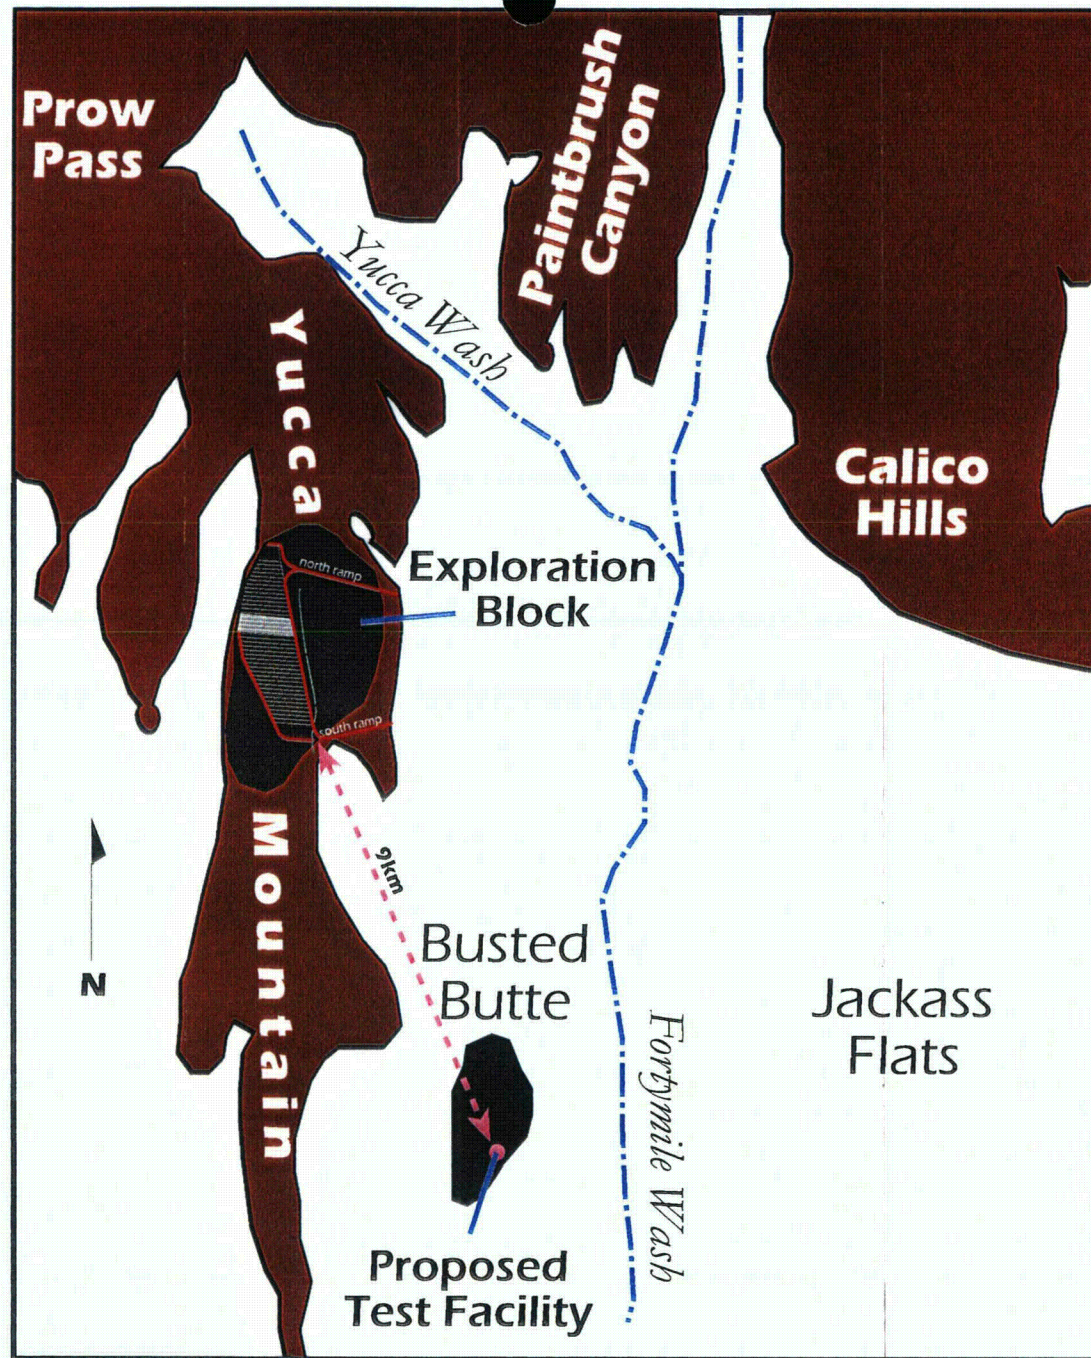 Prow
Pass
Paintbrush
Canyon
Yucca Wash
Yucca
Calico
Hills
north ramp
Exploration
Block
south ramp
9km
Mountain
N
Busted
Butte
Jackass
Flats
Fortymile Wash
Proposed
Test Facility